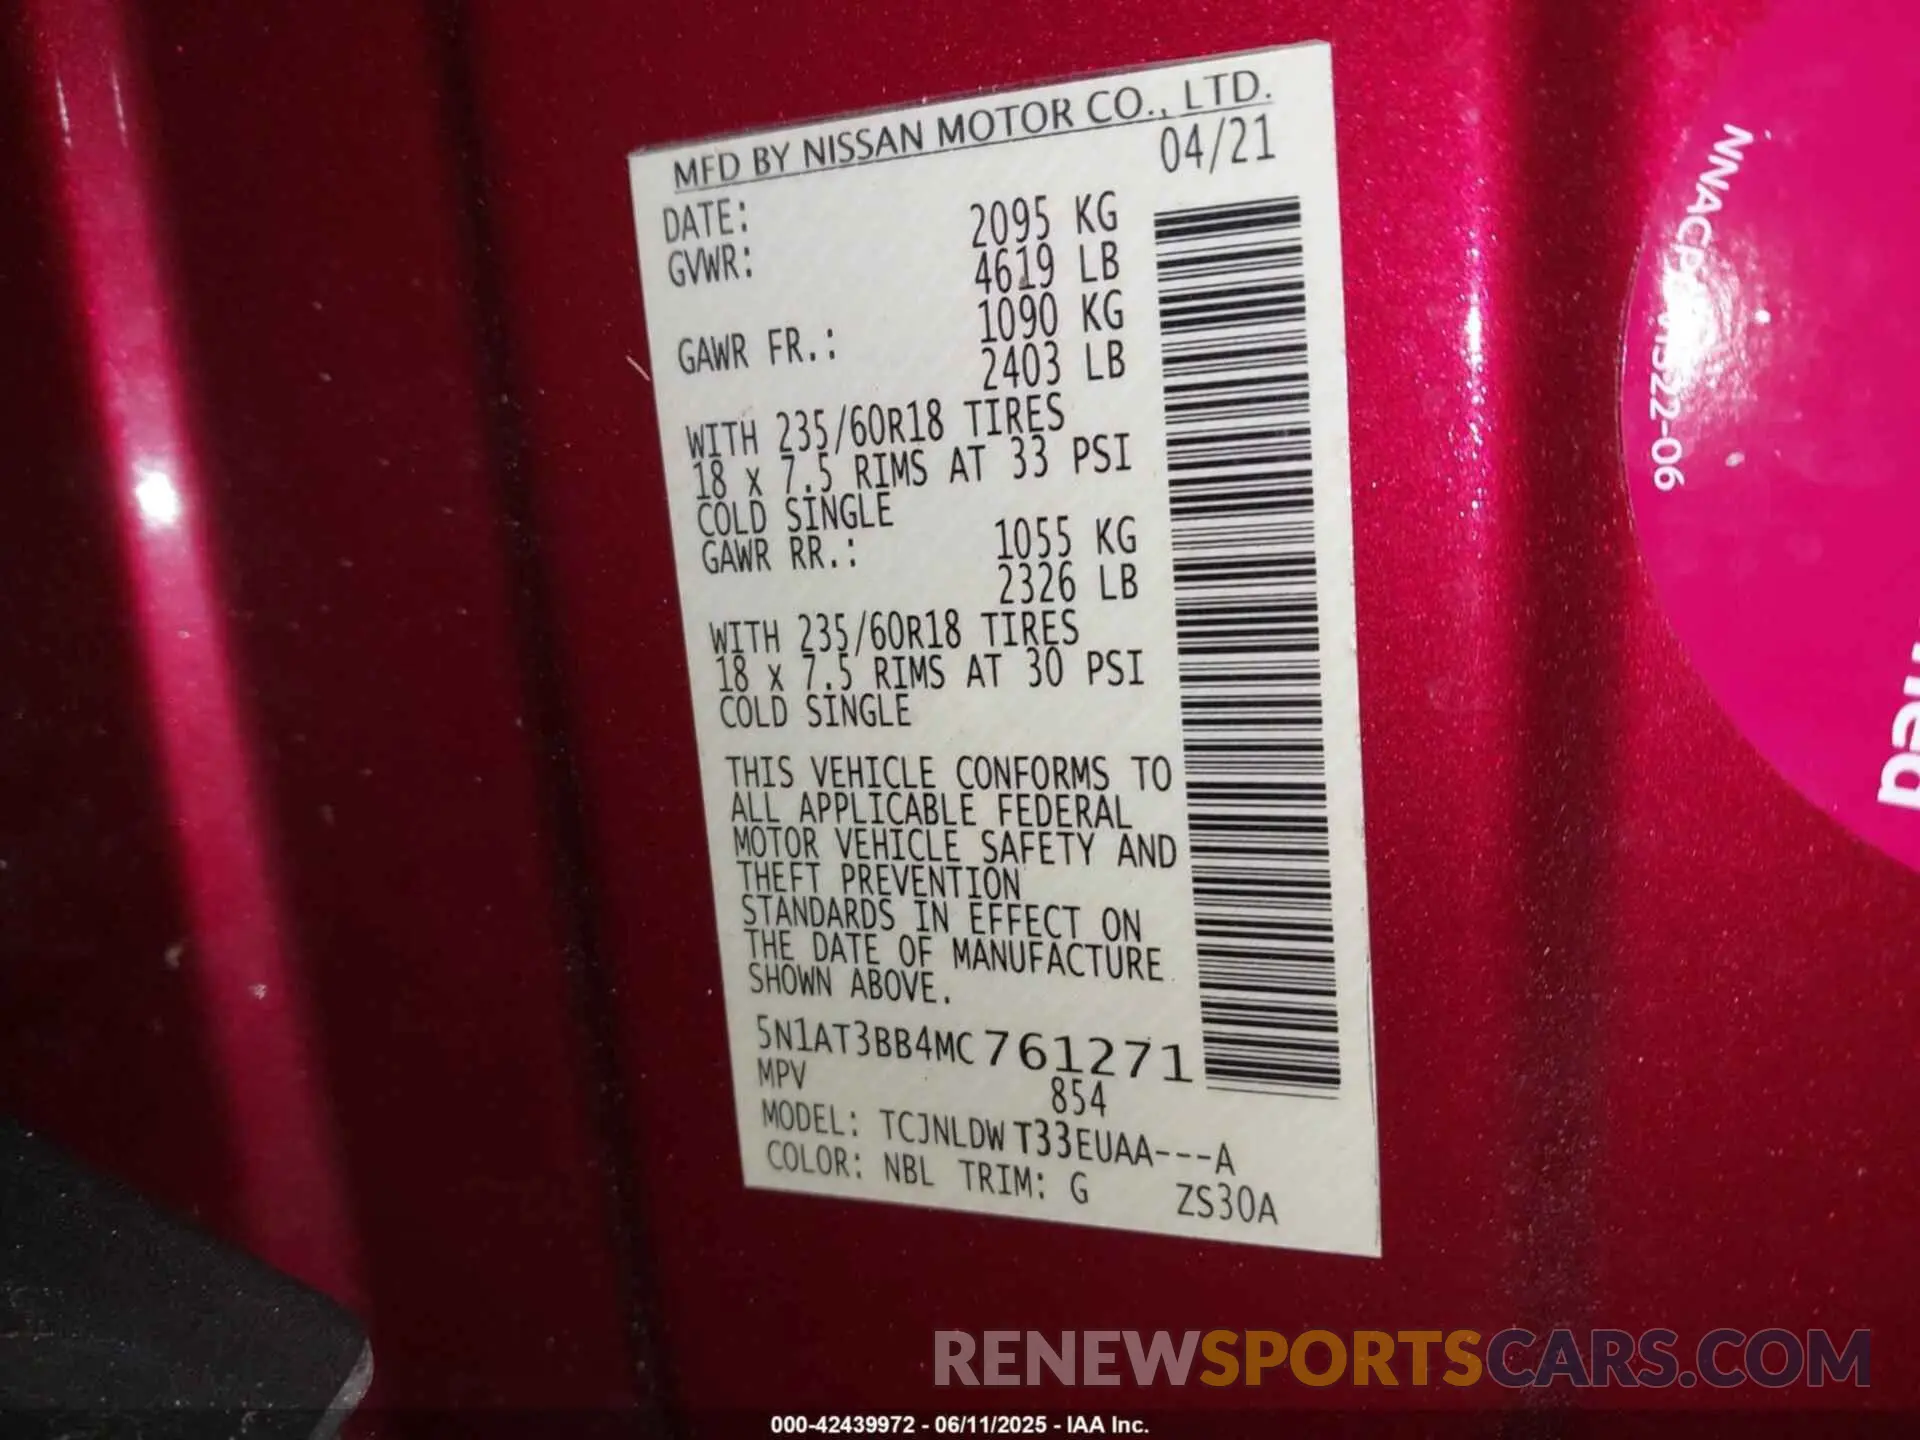 MFD BY NISSAN MOTOR CO., LTD.
DATE: 04/21
GVWR: 2095 KG
4619 LB
GAWR FR.: 1090 KG
2403 LB
WITH 235/60R18 TIRES
18 x 7.5 RIMS AT 33 PSI
COLD SINGLE
GAWR RR.: 1055 KG
2326 LB
WITH 235/60R18 TIRES
18 x 7.5 RIMS AT 30 PSI
COLD SINGLE
THIS VEHICLE CONFORMS TO
ALL APPLICABLE FEDERAL
MOTOR VEHICLE SAFETY AND
THEFT PREVENTION
STANDARDS IN EFFECT ON
THE DATE OF MANUFACTURE
SHOWN ABOVE.
5N1AT3BB4MC761271
MPV 854
MODEL: TCJNLDW T33EUAA---A
COLOR: NBL TRIM: G ZS30A
RENEWSPORTSCARS.COM
000-42439972 - 06/11/2025 - IAA Inc.